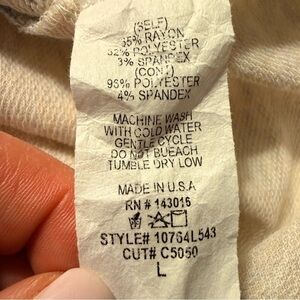 (SELF)
65% RAYON
32% POLYESTER
3% SPANDEX
(CONT)
96% POLYESTER
4% SPANDEX
MACHINE WASH
WITH COLD WATER
GENTLE CYCLE
DO NOT BLEACH
TUMBLE DRY LOW
MADE IN U.S.A
RN # 143016
STYLE# 10764L543
CUT# C5050
L